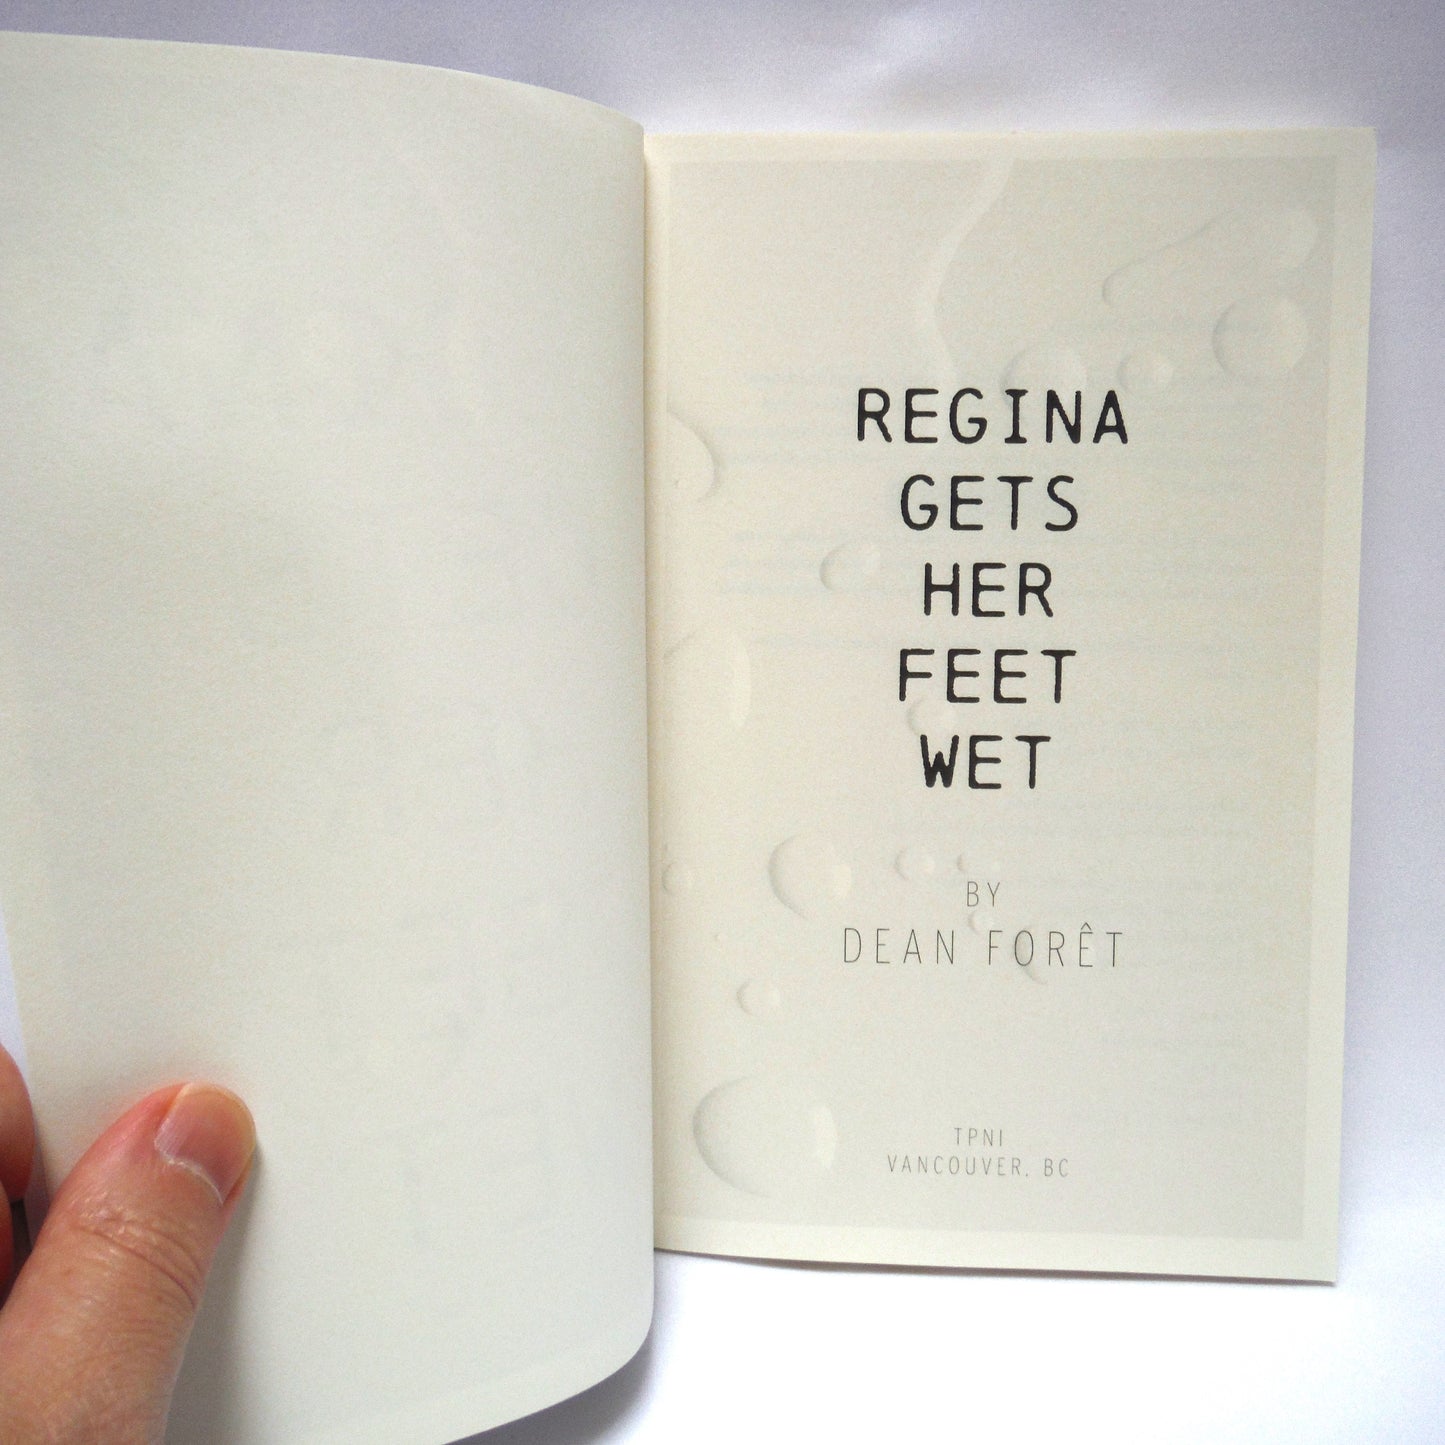 REGINA
GETS
HER
FEET
WET
BY
DEAN FORÊT
TPNI
VANCOUVER, BC